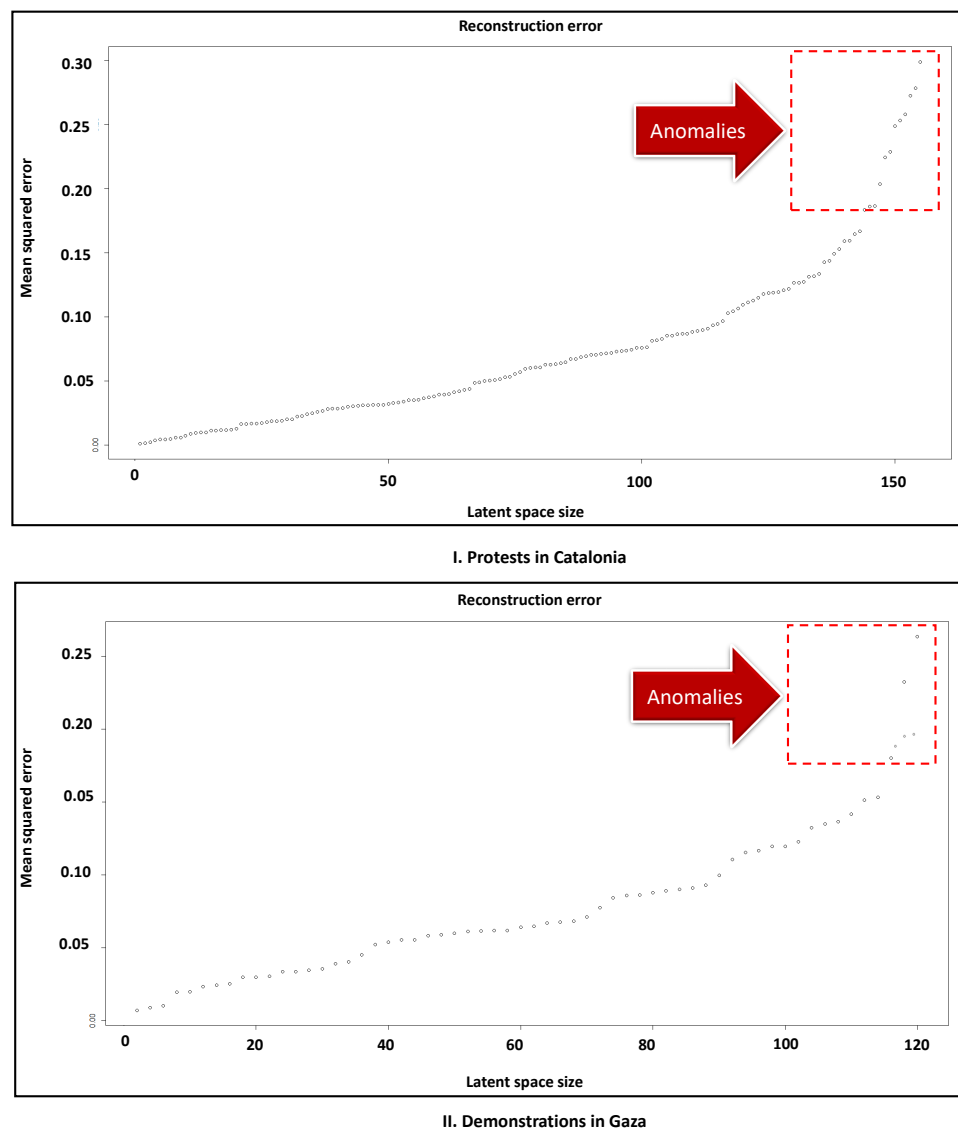 Reconstruction error
0.30
0.25
0.20
0.15
0.10
0.05
0.00
Mean squared error
Anomalies
0 50 100 150
Latent space size
I. Protests in Catalonia
Reconstruction error
0.25
0.20
0.05
0.10
0.05
0.00
Mean squared error
Anomalies
0 20 40 60 80 100 120
Latent space size
II. Demonstrations in Gaza